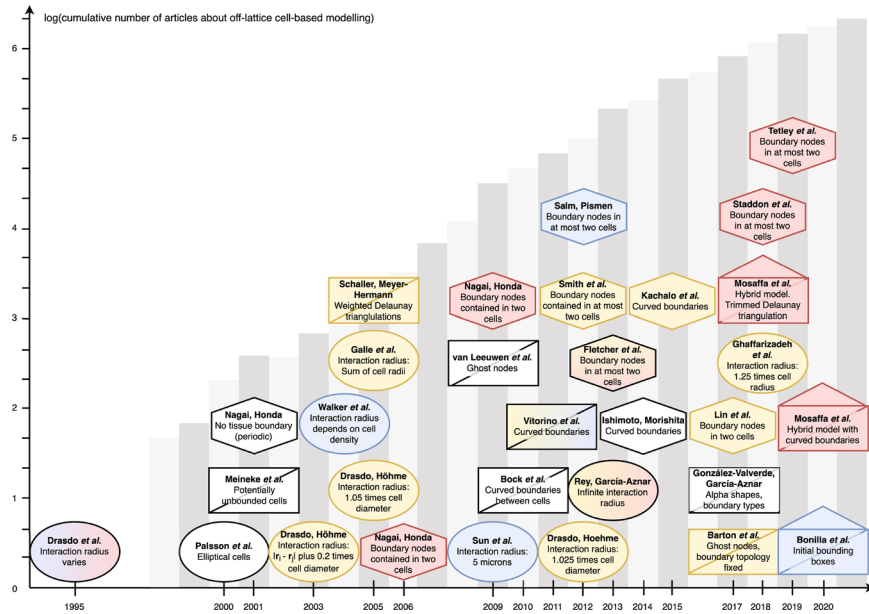 log(cumulative number of articles about off-lattice cell-based modelling)
6
5
4
3
2
1
0
Tetley et al.
Boundary nodes
in at most two
cells
Salm, Pismen
Boundary nodes in
at most two cells
Staddon et al.
Boundary nodes
in at most two
cells
Schaller, Meyer-
Hermann
Weighted Delaunay
trianglulations
Nagai, Honda
Boundary nodes
contained in two
cells
Smith et al.
Boundary nodes
contained in at most
two cells
Kachalo et al.
Curved boundaries
Mosaffa et al.
Hybrid model.
Trimmed Delaunay
triangulation
Galle et al.
Interaction radius:
Sum of cell radii
van Leeuwen et al.
Ghost nodes
Fletcher et al.
Boundary nodes
in at most two
cells
Ghaffarizadeh
et al.
Interaction radius:
1.25 times cell
radius
Nagai, Honda
No tissue boundary
(periodic)
Walker et al.
Interaction radius
depends on cell
density
Vitorino et al.
Curved boundaries
Ishimoto, Morishita
Curved boundaries
Lin et al.
Boundary nodes
in two cells
Mosaffa et al.
Hybrid model with
curved boundaries
Meineke et al.
Potentially
unbounded cells
Drasdo, Höhme
Interaction radius:
1.05 times cell
diameter
Bock et al.
Curved boundaries
between cells
Rey, García-Aznar
Infinite interaction
radius
González-Valverde,
García-Aznar
Alpha shapes,
boundary types
Drasdo et al.
Interaction radius
varies
Palsson et al.
Elliptical cells
Drasdo, Höhme
Interaction radius:
|ri - rj| plus 0.2 times
cell diameter
Nagai, Honda
Boundary nodes
contained in two
cells
Sun et al.
Interaction radius:
5 microns
Drasdo, Hoehme
Interaction radius:
1.025 times cell
diameter
Barton et al.
Ghost nodes,
boundary topology
fixed
Bonilla et al.
Initial bounding
boxes
1995 2000 2001 2003 2005 2006 2009 2010 2011 2012 2013 2014 2015 2017 2018 2019 2020